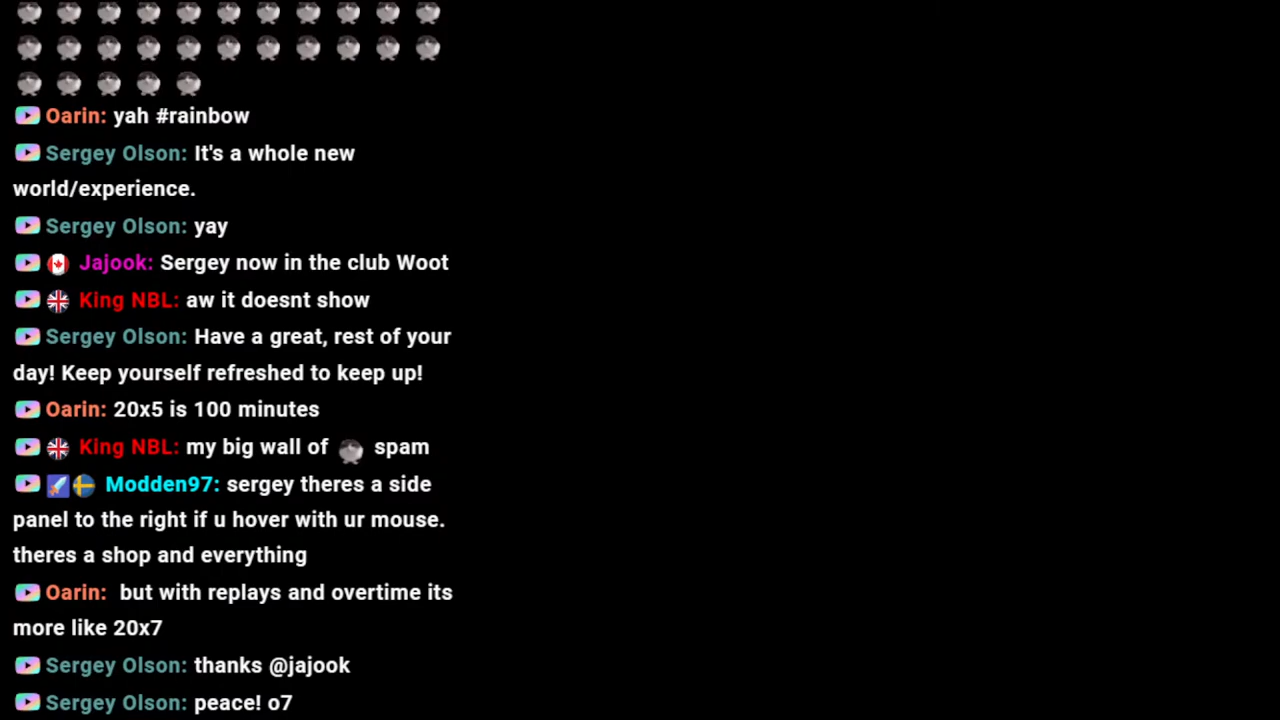 Oarin: yah #rainbow
Sergey Olson: It's a whole new
world/experience.
Sergey Olson: yay
Jajook: Sergey now in the club Woot
King NBL: aw it doesnt show
Sergey Olson: Have a great, rest of your
day! Keep yourself refreshed to keep up!
Oarin: 20x5 is 100 minutes
King NBL: my big wall of spam
Modden97: sergey theres a side
panel to the right if u hover with ur mouse.
theres a shop and everything
Oarin: but with replays and overtime its
more like 20x7
Sergey Olson: thanks @jajook
Sergey Olson: peace! o7